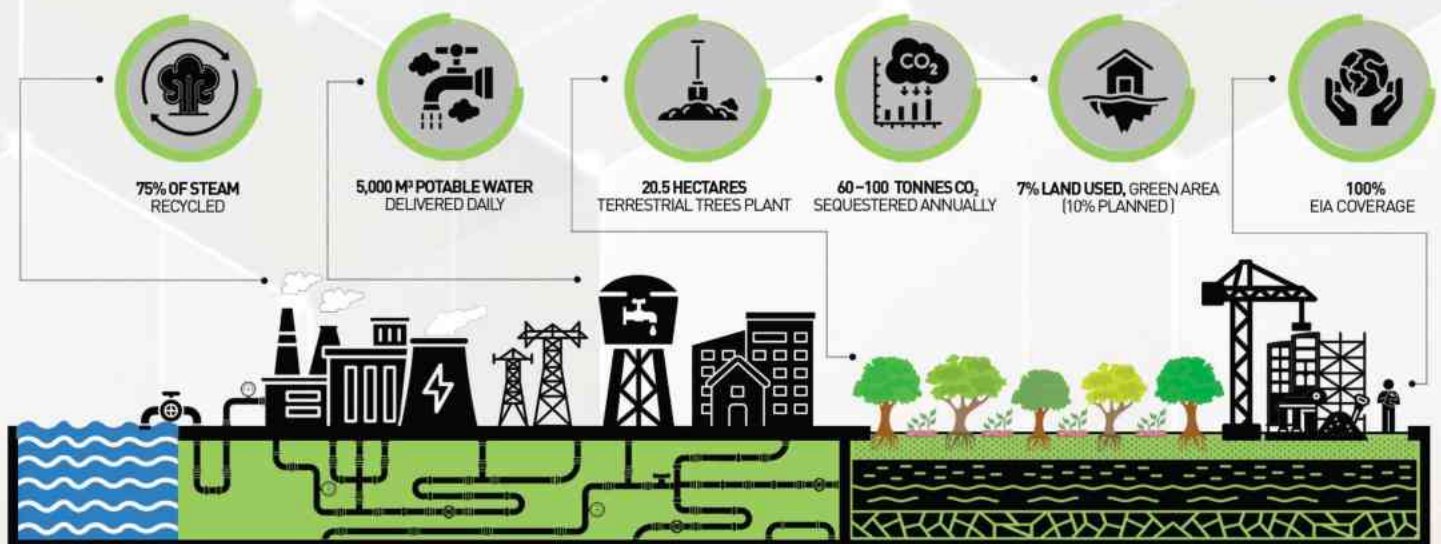 75% OF STEAM
RECYCLED
5,000 M³ POTABLE WATER
DELIVERED DAILY
20.5 HECTARES
TERRESTRIAL TREES PLANT
CO₂
60–100 TONNES CO₂
SEQUESTERED ANNUALLY
7% LAND USED, GREEN AREA
(10% PLANNED )
100%
EIA COVERAGE